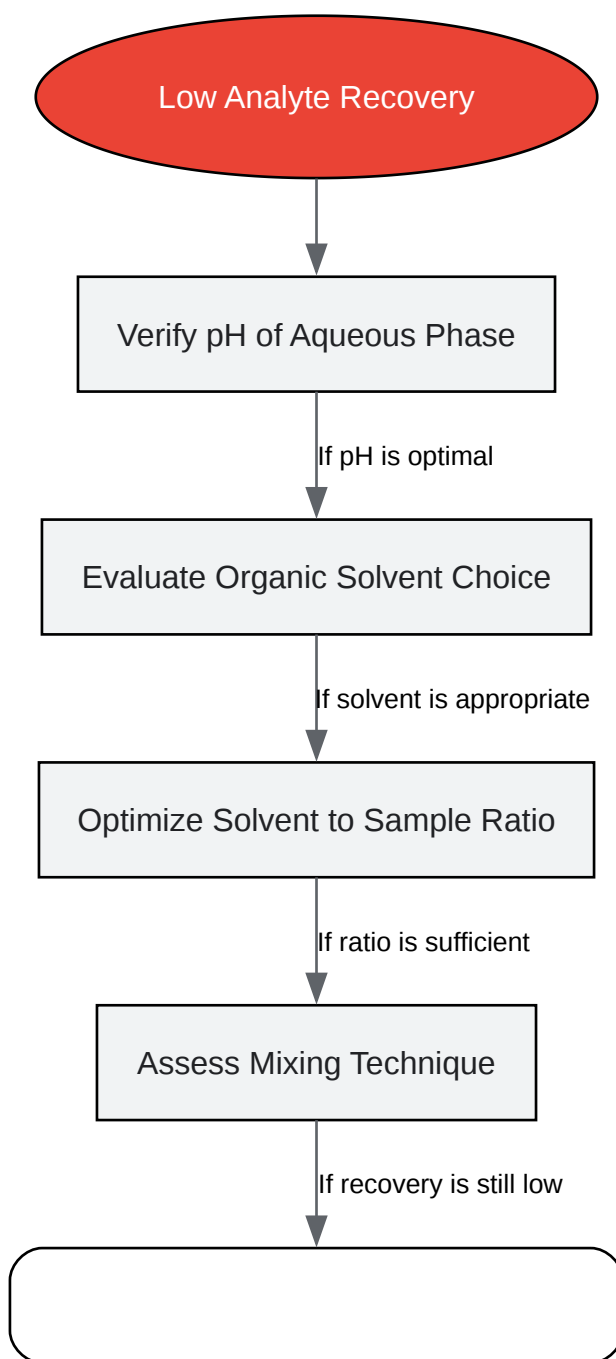 Low Analyte Recovery
Verify pH of Aqueous Phase
If pH is optimal
Evaluate Organic Solvent Choice
If solvent is appropriate
Optimize Solvent to Sample Ratio
If ratio is sufficient
Assess Mixing Technique
If recovery is still low